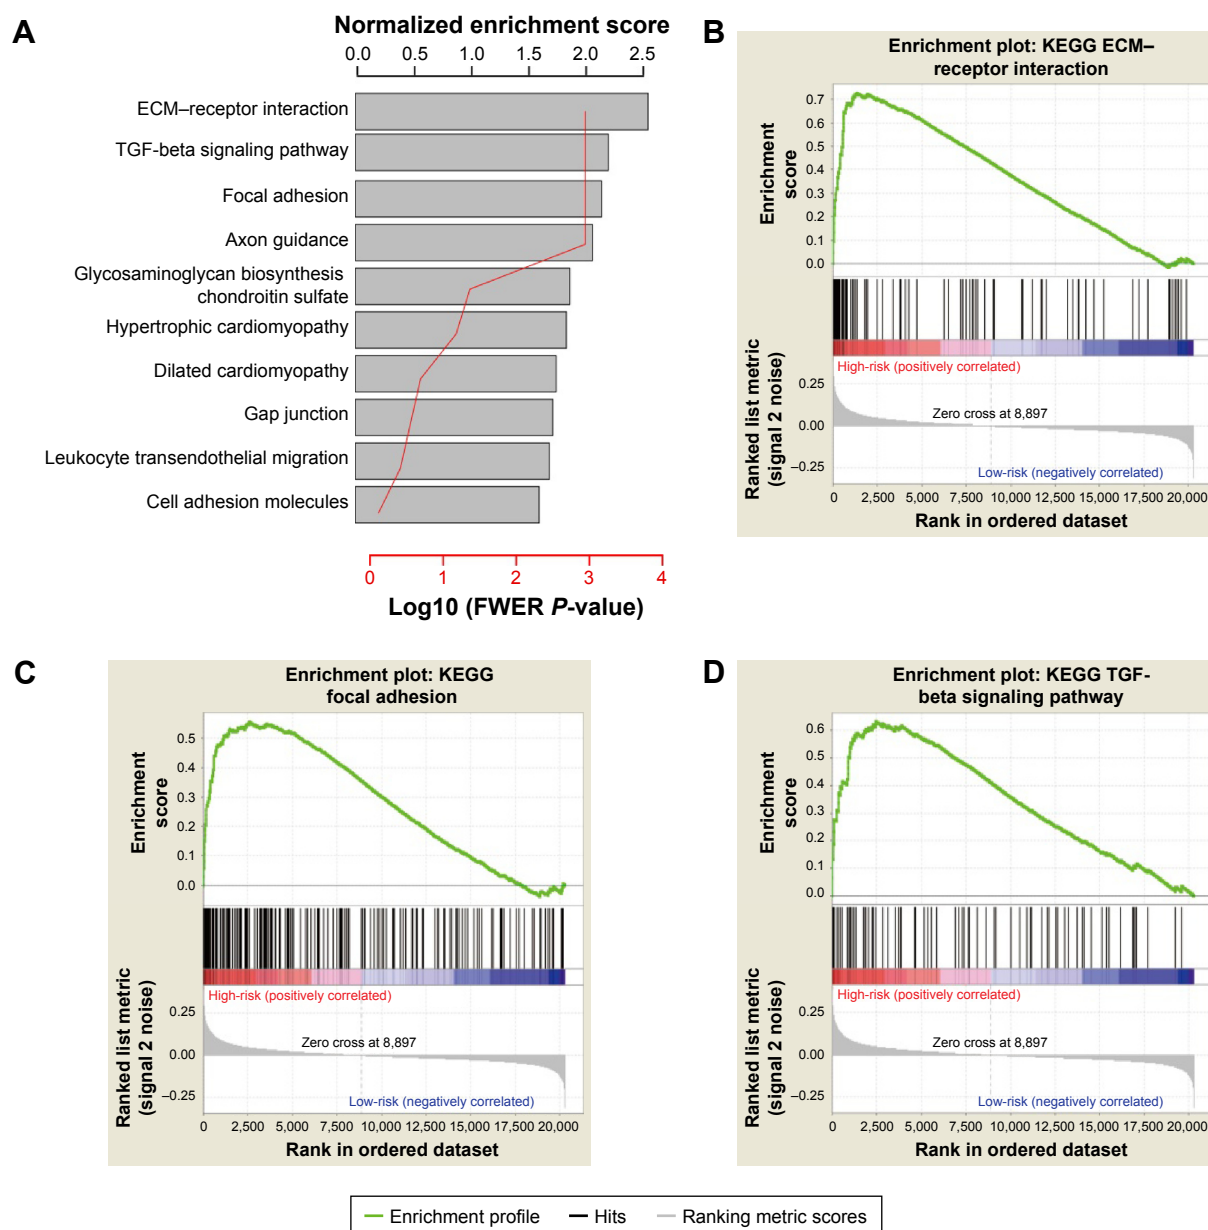 A
Normalized enrichment score
0.0 0.5 1.0 1.5 2.0 2.5
ECM–receptor interaction
TGF-beta signaling pathway
Focal adhesion
Axon guidance
Glycosaminoglycan biosynthesis
chondroitin sulfate
Hypertrophic cardiomyopathy
Dilated cardiomyopathy
Gap junction
Leukocyte transendothelial migration
Cell adhesion molecules
0 1 2 3 4
Log10 (FWER P-value)
B
Enrichment plot: KEGG ECM–
receptor interaction
Enrichment
score
0.7
0.6
0.5
0.4
0.3
0.2
0.1
0.0
High-risk (positively correlated)
Ranked list metric
(signal 2 noise)
0.25
0.00
–0.25
Zero cross at 8,897
Low-risk (negatively correlated)
0 2,500 5,000 7,500 10,000 12,500 15,000 17,500 20,000
Rank in ordered dataset
C
Enrichment plot: KEGG
focal adhesion
Enrichment
score
0.5
0.4
0.3
0.2
0.1
0.0
High-risk (positively correlated)
Ranked list metric
(signal 2 noise)
0.25
0.00
–0.25
Zero cross at 8,897
Low-risk (negatively correlated)
0 2,500 5,000 7,500 10,000 12,500 15,000 17,500 20,000
Rank in ordered dataset
D
Enrichment plot: KEGG TGF-
beta signaling pathway
Enrichment
score
0.6
0.5
0.4
0.3
0.2
0.1
0.0
High-risk (positively correlated)
Ranked list metric
(signal 2 noise)
0.25
0.00
–0.25
Zero cross at 8,897
Low-risk (negatively correlated)
0 2,500 5,000 7,500 10,000 12,500 15,000 17,500 20,000
Rank in ordered dataset
Enrichment profile Hits Ranking metric scores